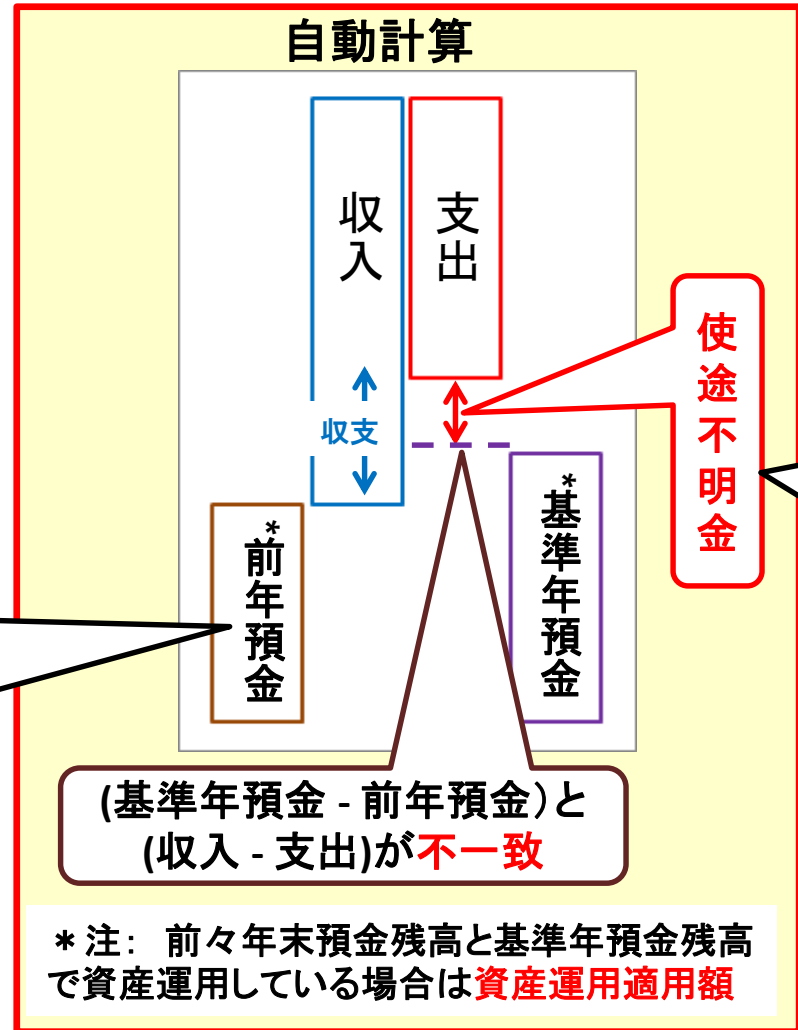 自動計算
収入
支出
収支
使途不明金
*前年預金
*基準年預金
(基準年預金 - 前年預金）と
(収入 - 支出)が不一致
*注：　前々年末預金残高と基準年預金残高
で資産運用している場合は資産運用適用額